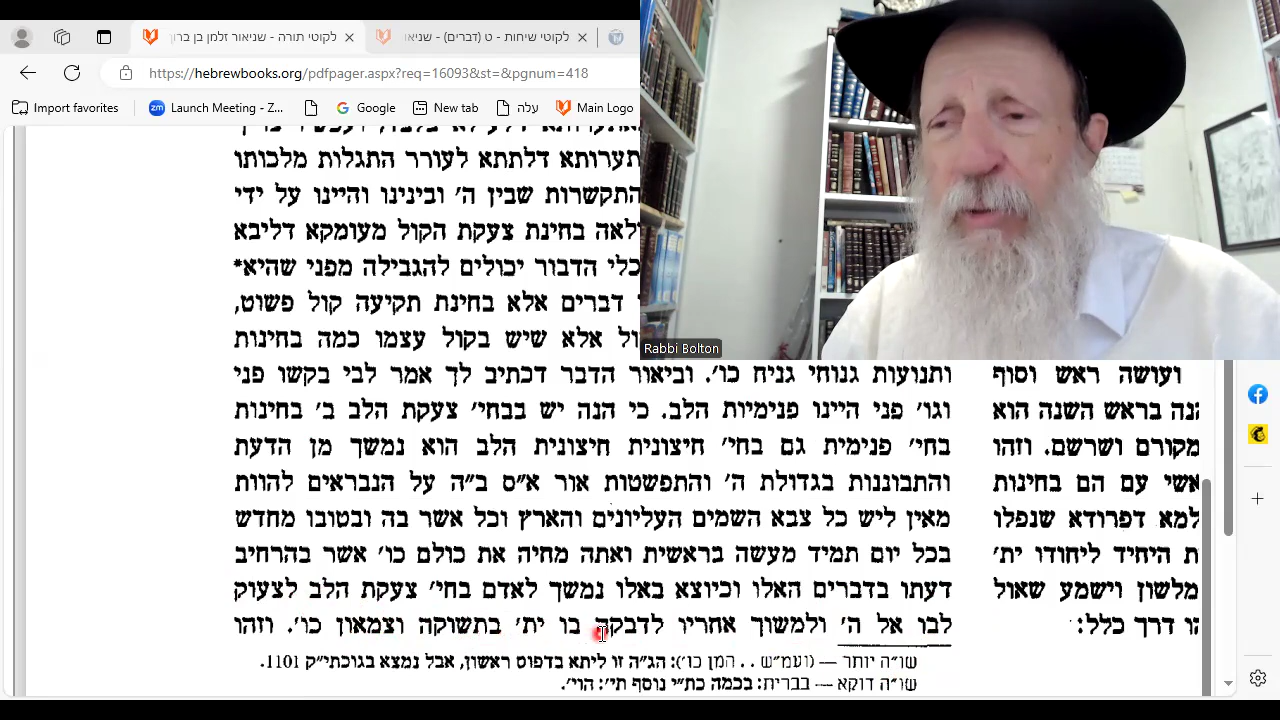 לקוטי תורה - שניאור זלמן בן ברוך
לקוטי שיחות - ט (דברים) - שניאו
https://hebrewbooks.org/pdfpager.aspx?req=16093&st=&pgnum=418
Import favorites
Launch Meeting - Z...
Google
New tab
עלה
Main Logo
תערותא דלתתא לעורר התגלות מלכותו
התקשרות שבין ה׳ ובינינו והיינו על ידי
לאה בחינת צעקת הקול מעומקא דליבא
כלי הדבור יכולים להגבילה מפני שהיא*
דברים אלא בחינת תקיעה קול פשוט,
ול אלא שיש בקול עצמו כמה בחינות
Rabbi Bolton
ועושה ראש וסוף
הנה בראש השנה הוא
מקורם ושרשם. וזהו
אשי עם הם בחינות
למא דפרודא שנפלו
ת היחיד ליחודו ית׳
מלשון וישמע שאול
הו דרך כלל:
ותנועות גנוחי גניח כו׳. וביאור הדבר דכתיב לך אמר לבי בקשו פני
וגו׳ פני היינו פנימיות הלב. כי הנה יש בבחי׳ צעקת הלב ב׳ בחינות
בחי׳ פנימית גם בחי׳ חיצונית חיצונית הלב הוא נמשך מן הדעת
והתבוננות בגדולת ה׳ והתפשטות אור א״ס ב״ה על הנבראים להוות
מאין ליש כל צבא השמים העליונים והארץ וכל אשר בה ובטובו מחדש
בכל יום תמיד מעשה בראשית ואתה מחיה את כולם כו׳ אשר בהרחיב
דעתו בדברים האלו וכיוצא באלו נמשך לאדם בחי׳ צעקת הלב לצעוק
לבו אל ה׳ ולמשוך אחריו לדבקה בו ית׳ בתשוקה וצמאון כו׳. וזהו
שו״ה יותר — (ועמ״ש . . המן כו׳): הג״ה זו ליתא בדפוס ראשון, אבל נמצא בגוכתי״ק 1101.
שו״ה דוקא — בברית: בכמה כת״י נוסף תי׳: הוי׳.